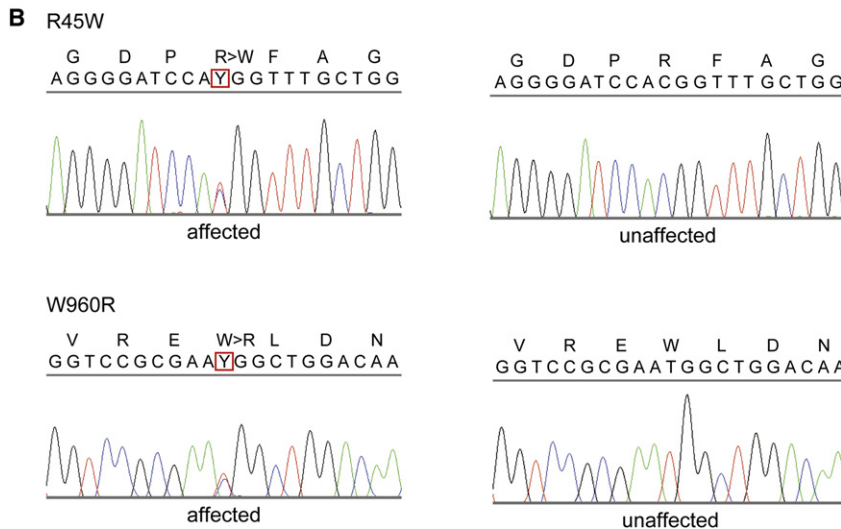 B
R45W
G D P R>W F A G
AGGGGATCCAYGGTTTGCTGG
affected
G D P R F A G
AGGGGATCCACGGTTTGCTGG
unaffected
W960R
V R E W>R L D N
GGTCCGCGAAYGGCTGGACAA
affected
V R E W L D N
GGTCCGCGAATGGCTGGACAA
unaffected